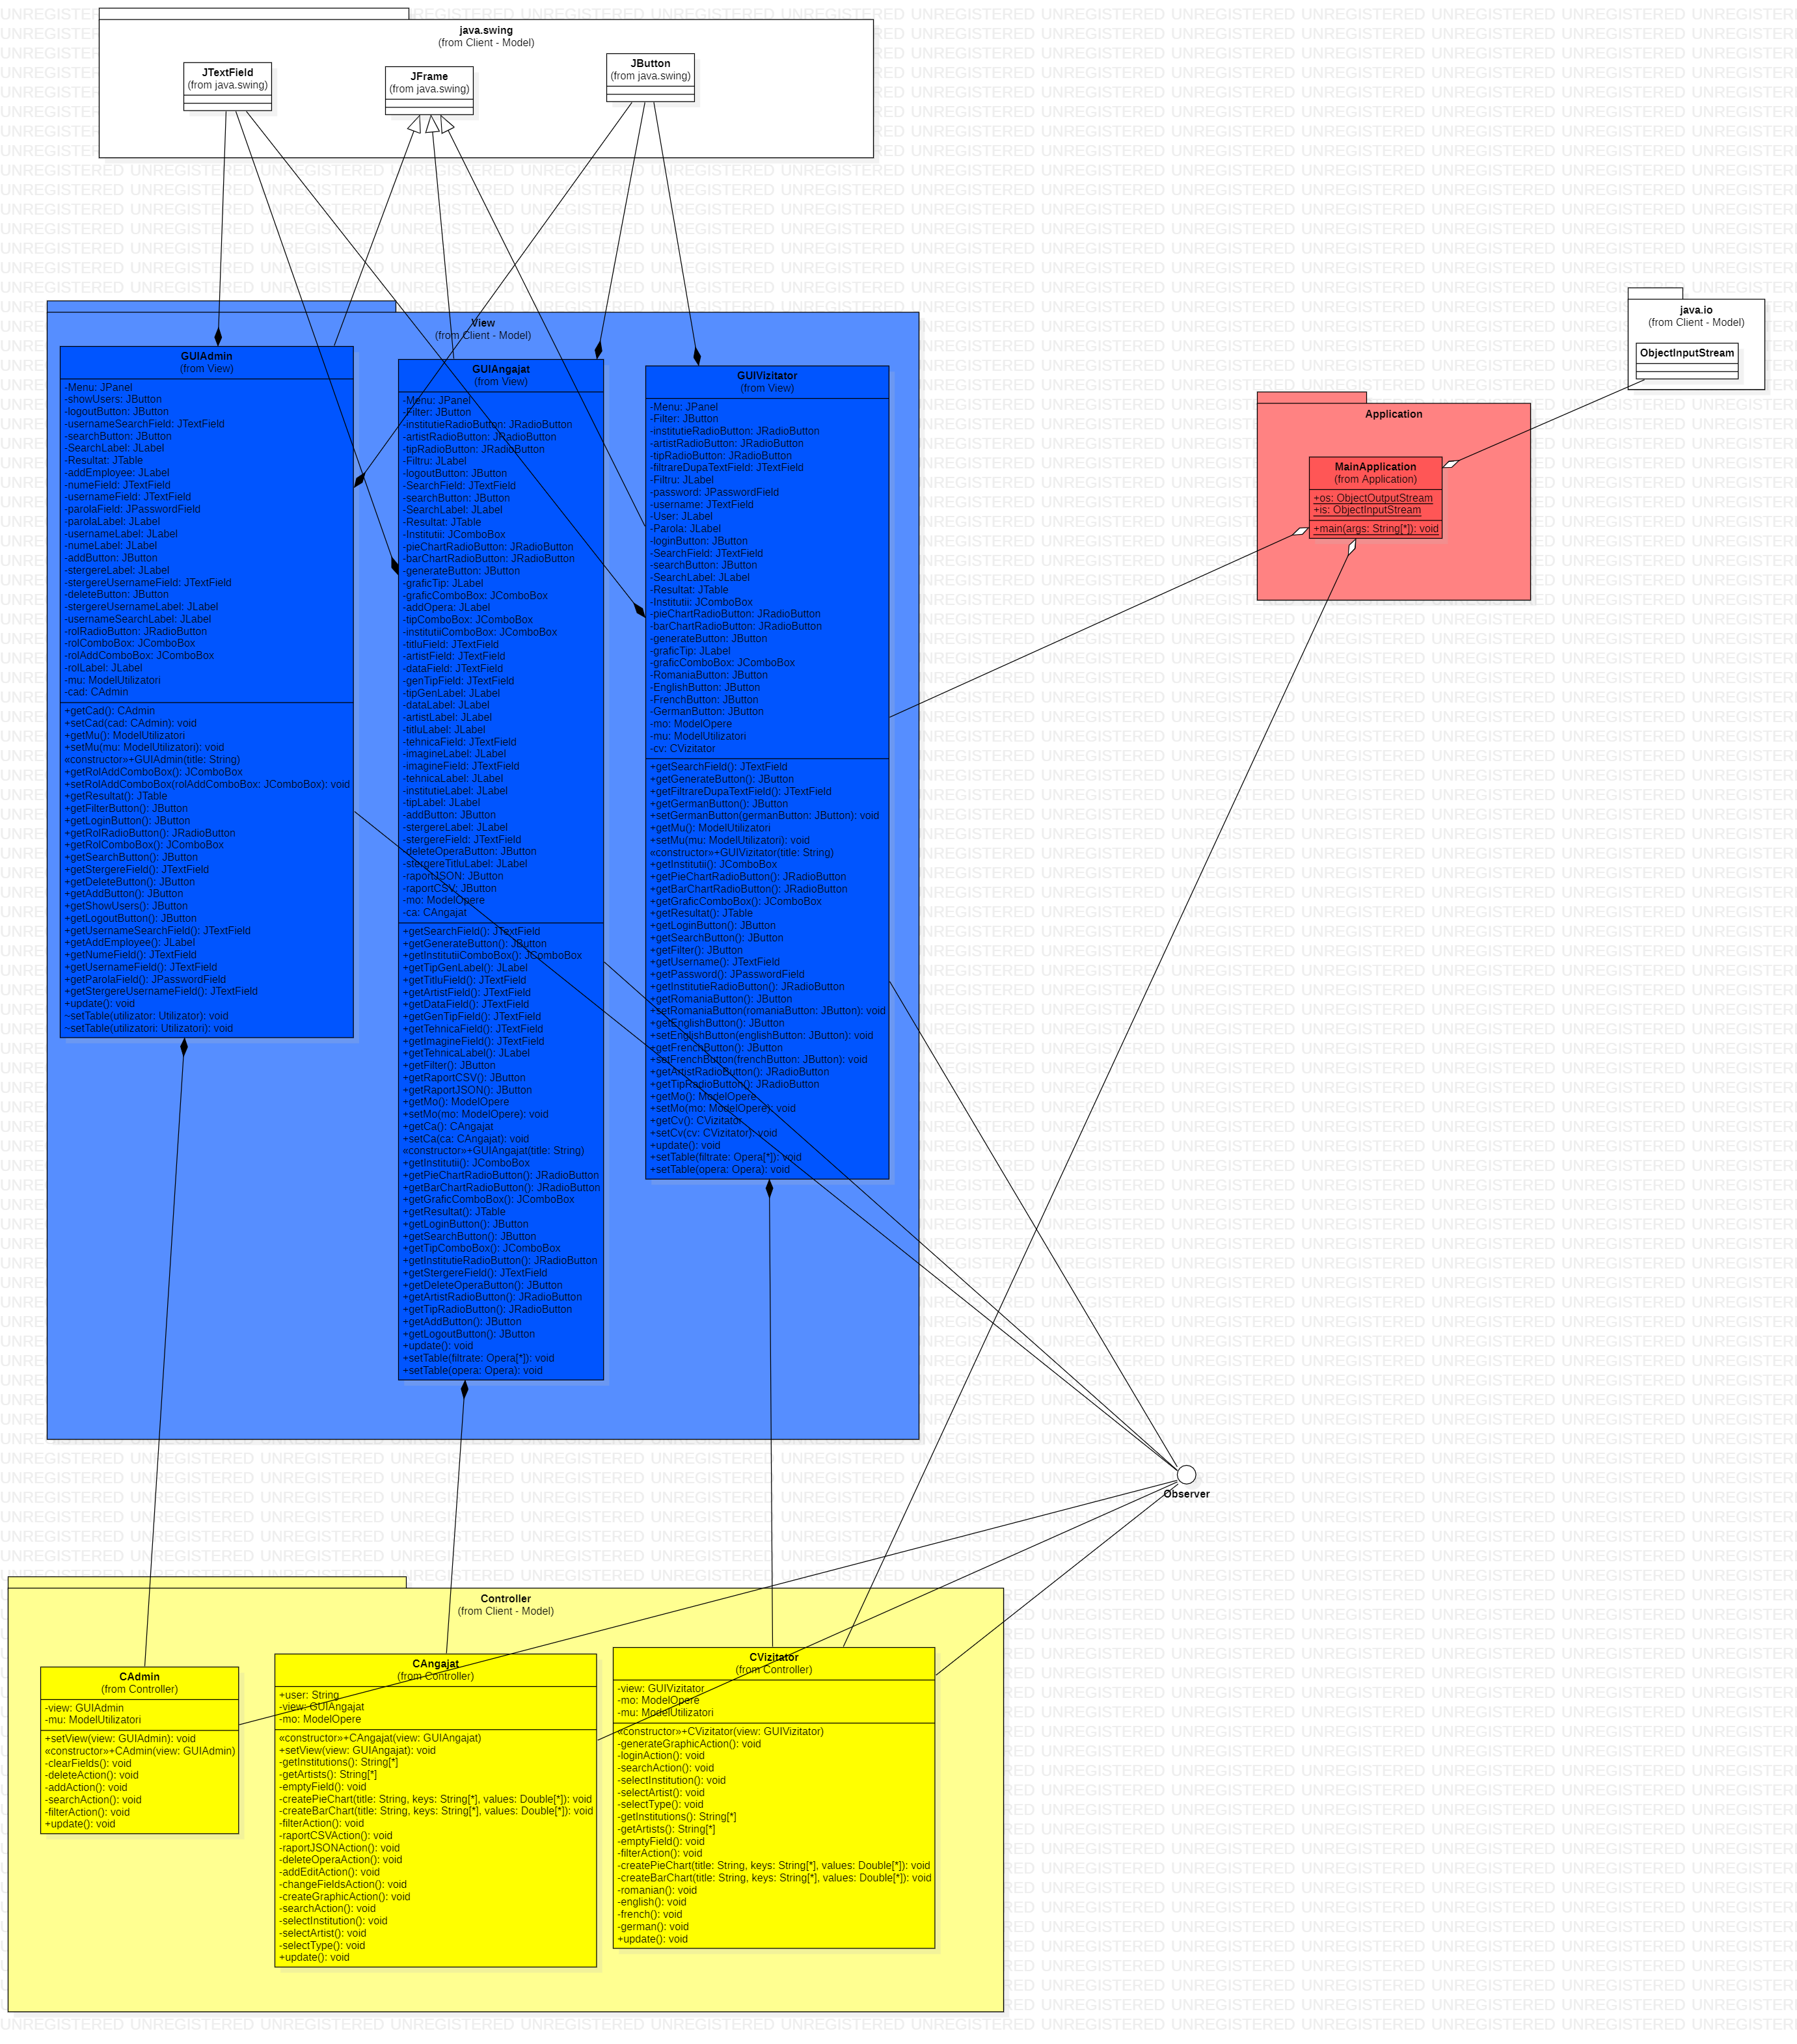 java.swing
(from Client - Model)
JTextField
(from java.swing)
JFrame
(from java.swing)
JButton
(from java.swing)
View
(from Client - Model)
GUIAdmin
(from View)
-Menu: JPanel
-showUsers: JButton
-logoutButton: JButton
-usernameSearchField: JTextField
-searchButton: JButton
-SearchLabel: JLabel
-Resultat: JTable
-addEmployee: JLabel
-numeField: JTextField
-usernameField: JTextField
-parolaField: JPasswordField
-parolaLabel: JLabel
-usernameLabel: JLabel
-numeLabel: JLabel
-addButton: JButton
-stergereLabel: JLabel
-stergereUsernameField: JTextField
-deleteButton: JButton
-stergereUsernameLabel: JLabel
-usernameSearchLabel: JLabel
-rolRadioButton: JRadioButton
-rolComboBox: JComboBox
-rolAddComboBox: JComboBox
-rolLabel: JLabel
-mu: ModelUtilizatori
-cad: CAdmin
+getCad(): CAdmin
+setCad(cad: CAdmin): void
+getMu(): ModelUtilizatori
+setMu(mu: ModelUtilizatori): void
«constructor»+GUIAdmin(title: String)
+getRolAddComboBox(): JComboBox
+setRolAddComboBox(rolAddComboBox: JComboBox): void
+getResultat(): JTable
+getFilterButton(): JButton
+getLoginButton(): JButton
+getRolRadioButton(): JRadioButton
+getRolComboBox(): JComboBox
+getSearchButton(): JButton
+getStergereField(): JTextField
+getDeleteButton(): JButton
+getAddButton(): JButton
+getShowUsers(): JButton
+getLogoutButton(): JButton
+getUsernameSearchField(): JTextField
+getAddEmployee(): JLabel
+getNumeField(): JTextField
+getUsernameField(): JTextField
+getParolaField(): JPasswordField
+getStergereUsernameField(): JTextField
+update(): void
~setTable(utilizator: Utilizator): void
~setTable(utilizatori: Utilizatori): void
GUIAngajat
(from View)
-Menu: JPanel
-Filter: JButton
-institutieRadioButton: JRadioButton
-artistRadioButton: JRadioButton
-tipRadioButton: JRadioButton
-Filtru: JLabel
-logoutButton: JButton
-SearchField: JTextField
-searchButton: JButton
-SearchLabel: JLabel
-Resultat: JTable
-Institutii: JComboBox
-pieChartRadioButton: JRadioButton
-barChartRadioButton: JRadioButton
-generateButton: JButton
-graficTip: JLabel
-graficComboBox: JComboBox
-addOpera: JLabel
-tipComboBox: JComboBox
-institutiiComboBox: JComboBox
-titluField: JTextField
-artistField: JTextField
-dataField: JTextField
-genTipField: JTextField
-tipGenLabel: JLabel
-dataLabel: JLabel
-artistLabel: JLabel
-titluLabel: JLabel
-tehnicaField: JTextField
-imagineLabel: JLabel
-imagineField: JTextField
-tehnicaLabel: JLabel
-institutieLabel: JLabel
-tipLabel: JLabel
-addButton: JButton
-stergereLabel: JLabel
-stergereField: JTextField
-deleteOperaButton: JButton
-stergereTitluLabel: JLabel
-raportJSON: JButton
-raportCSV: JButton
-mo: ModelOpere
-ca: CAngajat
+getSearchField(): JTextField
+getGenerateButton(): JButton
+getInstitutiiComboBox(): JComboBox
+getTipGenLabel(): JLabel
+getTitluField(): JTextField
+getArtistField(): JTextField
+getDataField(): JTextField
+getGenTipField(): JTextField
+getTehnicaField(): JTextField
+getImagineField(): JTextField
+getTehnicaLabel(): JLabel
+getFilter(): JButton
+getRaportCSV(): JButton
+getRaportJSON(): JButton
+getMo(): ModelOpere
+setMo(mo: ModelOpere): void
+getCa(): CAngajat
+setCa(ca: CAngajat): void
«constructor»+GUIAngajat(title: String)
+getInstitutii(): JComboBox
+getPieChartRadioButton(): JRadioButton
+getBarChartRadioButton(): JRadioButton
+getGraficComboBox(): JComboBox
+getResultat(): JTable
+getLoginButton(): JButton
+getSearchButton(): JButton
+getTipComboBox(): JComboBox
+getInstitutieRadioButton(): JRadioButton
+getStergereField(): JTextField
+getDeleteOperaButton(): JButton
+getArtistRadioButton(): JRadioButton
+getTipRadioButton(): JRadioButton
+getAddButton(): JButton
+getLogoutButton(): JButton
+update(): void
+setTable(filtrate: Opera[*]): void
+setTable(opera: Opera): void
GUIVizitator
(from View)
-Menu: JPanel
-Filter: JButton
-institutieRadioButton: JRadioButton
-artistRadioButton: JRadioButton
-tipRadioButton: JRadioButton
-filtrareDupaTextField: JTextField
-Filtru: JLabel
-password: JPasswordField
-username: JTextField
-User: JLabel
-Parola: JLabel
-loginButton: JButton
-SearchField: JTextField
-searchButton: JButton
-SearchLabel: JLabel
-Resultat: JTable
-Institutii: JComboBox
-pieChartRadioButton: JRadioButton
-barChartRadioButton: JRadioButton
-generateButton: JButton
-graficTip: JLabel
-graficComboBox: JComboBox
-RomaniaButton: JButton
-EnglishButton: JButton
-FrenchButton: JButton
-GermanButton: JButton
-mo: ModelOpere
-mu: ModelUtilizatori
-cv: CVizitator
+getSearchField(): JTextField
+getGenerateButton(): JButton
+getFiltrareDupaTextField(): JTextField
+getGermanButton(): JButton
+setGermanButton(germanButton: JButton): void
+getMu(): ModelUtilizatori
+setMu(mu: ModelUtilizatori): void
«constructor»+GUIVizitator(title: String)
+getInstitutii(): JComboBox
+getPieChartRadioButton(): JRadioButton
+getBarChartRadioButton(): JRadioButton
+getGraficComboBox(): JComboBox
+getResultat(): JTable
+getLoginButton(): JButton
+getSearchButton(): JButton
+getFilter(): JButton
+getUsername(): JTextField
+getPassword(): JPasswordField
+getInstitutieRadioButton(): JRadioButton
+getRomaniaButton(): JButton
+setRomaniaButton(romaniaButton: JButton): void
+getEnglishButton(): JButton
+setEnglishButton(englishButton: JButton): void
+getFrenchButton(): JButton
+setFrenchButton(frenchButton: JButton): void
+getArtistRadioButton(): JRadioButton
+getTipRadioButton(): JRadioButton
+getMo(): ModelOpere
+setMo(mo: ModelOpere): void
+getCv(): CVizitator
+setCv(cv: CVizitator): void
+update(): void
+setTable(filtrate: Opera[*]): void
+setTable(opera: Opera): void
java.io
(from Client - Model)
ObjectInputStream
Application
MainApplication
(from Application)
+os: ObjectOutputStream
+is: ObjectInputStream
+main(args: String[*]): void
Observer
Controller
(from Client - Model)
CAdmin
(from Controller)
-view: GUIAdmin
-mu: ModelUtilizatori
+setView(view: GUIAdmin): void
«constructor»+CAdmin(view: GUIAdmin)
-clearFields(): void
-deleteAction(): void
-addAction(): void
-searchAction(): void
-filterAction(): void
+update(): void
CAngajat
(from Controller)
+user: String
-view: GUIAngajat
-mo: ModelOpere
«constructor»+CAngajat(view: GUIAngajat)
+setView(view: GUIAngajat): void
-getInstitutions(): String[*]
-getArtists(): String[*]
-emptyField(): void
-createPieChart(title: String, keys: String[*], values: Double[*]): void
-createBarChart(title: String, keys: String[*], values: Double[*]): void
-filterAction(): void
-raportCSVAction(): void
-raportJSONAction(): void
-deleteOperaAction(): void
-addEditAction(): void
-changeFieldsAction(): void
-createGraphicAction(): void
-searchAction(): void
-selectInstitution(): void
-selectArtist(): void
-selectType(): void
+update(): void
CVizitator
(from Controller)
-view: GUIVizitator
-mo: ModelOpere
-mu: ModelUtilizatori
«constructor»+CVizitator(view: GUIVizitator)
-generateGraphicAction(): void
-loginAction(): void
-searchAction(): void
-selectInstitution(): void
-selectArtist(): void
-selectType(): void
-getInstitutions(): String[*]
-getArtists(): String[*]
-emptyField(): void
-filterAction(): void
-createPieChart(title: String, keys: String[*], values: Double[*]): void
-createBarChart(title: String, keys: String[*], values: Double[*]): void
-romanian(): void
-english(): void
-french(): void
-german(): void
+update(): void